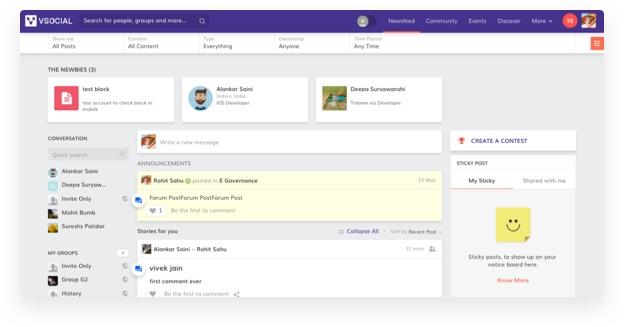 VSOCIAL
Search for people, groups and more...
Newsfeed Community Events Discover More
Show me
All Posts
Content
All Content
Type
Everything
Ownership
Anyone
Time Period
Any Time
THE NEWBIES (3)
test block
test account to check block in
mobile
Alankar Saini
Indore, India
iOS Developer
Deepa Suryawanshi
Trainee ios Developer
CONVERSATION
Quick search
Alankar Saini
Deepa Suryaw...
Invite Only
Mohit Bumb
Sureshs Patidar
MY GROUPS +
Invite Only
Group G2
History
Write a new message
ANNOUNCEMENTS
Rohit Sahu posted in E Governance 23 May
Forum PostForum PostForum Post
1 Be the first to comment
Stories for you Collapse All Sort by Recent Post
Alankar Saini > Rohit Sahu 31 mins
vivek jain
first comment ever
Be the first to comment
CREATE A CONTEST
STICKY POST
My Sticky Shared with me
Sticky posts, to show up on your
notice board here.
Know More